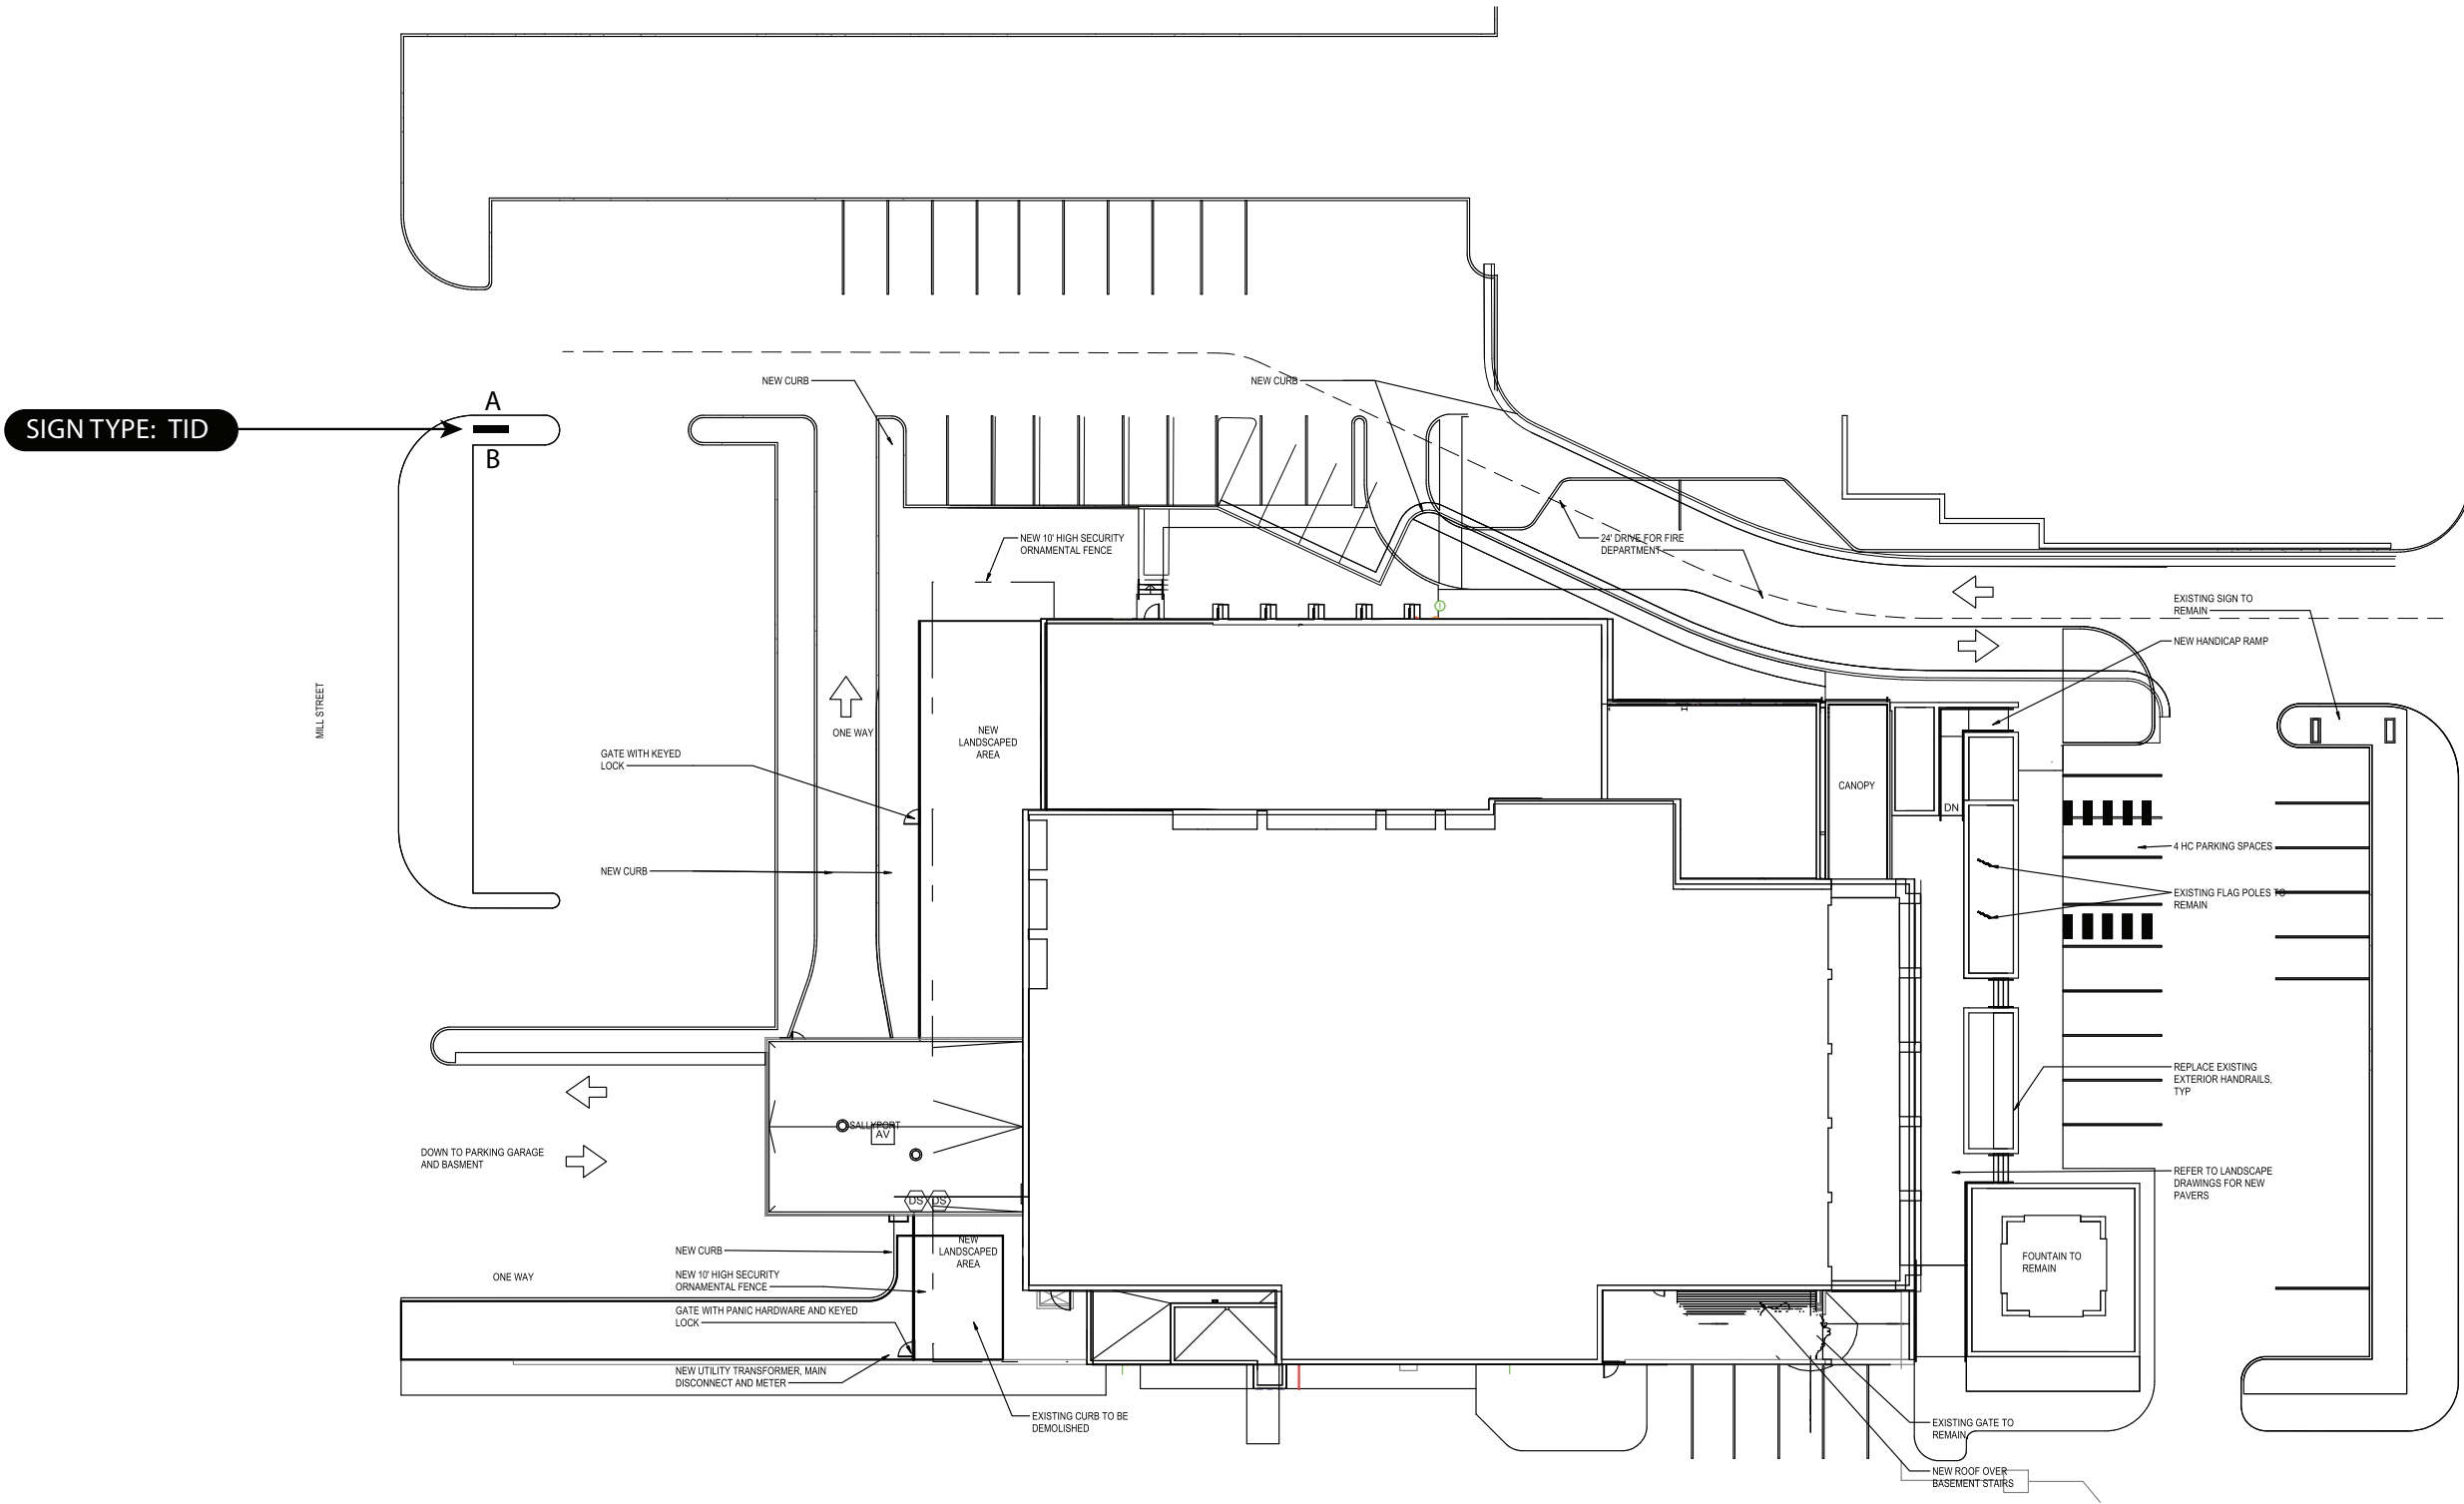 NEW CURB
NEW CURB
A
SIGN TYPE: TID
B
NEW 10' HIGH SECURITY
ORNAMENTAL FENCE
24' DRIVE FOR FIRE
DEPARTMENT
EXISTING SIGN TO
REMAIN
NEW HANDICAP RAMP
MILL STREET
ONE WAY
NEW
LANDSCAPED
AREA
GATE WITH KEYED
LOCK
CANOPY
DN
4 HC PARKING SPACES
NEW CURB
EXISTING FLAG POLES TO
REMAIN
REPLACE EXISTING
EXTERIOR HANDRAILS,
TYP
SALLYPORT
AV
DOWN TO PARKING GARAGE
AND BASMENT
REFER TO LANDSCAPE
DRAWINGS FOR NEW
PAVERS
DS DS
NEW CURB
NEW
LANDSCAPED
AREA
FOUNTAIN TO
REMAIN
ONE WAY
NEW 10' HIGH SECURITY
ORNAMENTAL FENCE
GATE WITH PANIC HARDWARE AND KEYED
LOCK
NEW UTILITY TRANSFORMER, MAIN
DISCONNECT AND METER
EXISTING CURB TO BE
DEMOLISHED
EXISTING GATE TO
REMAIN
NEW ROOF OVER
BASEMENT STAIRS